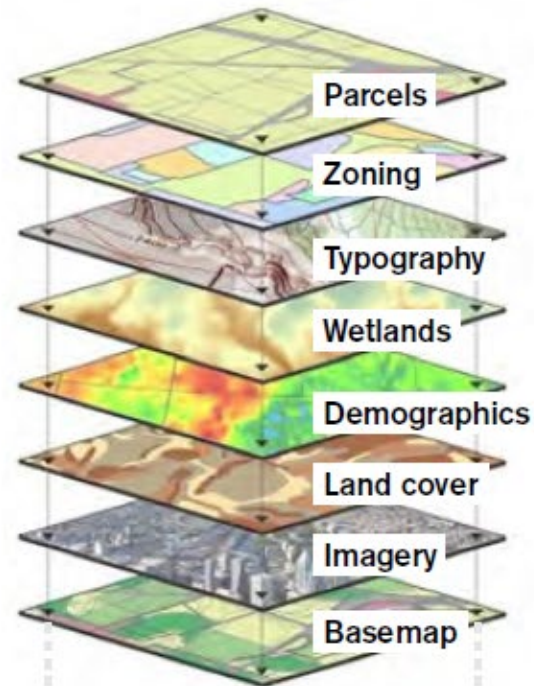 Parcels
Zoning
Typography
Wetlands
Demographics
Land cover
Imagery
Basemap